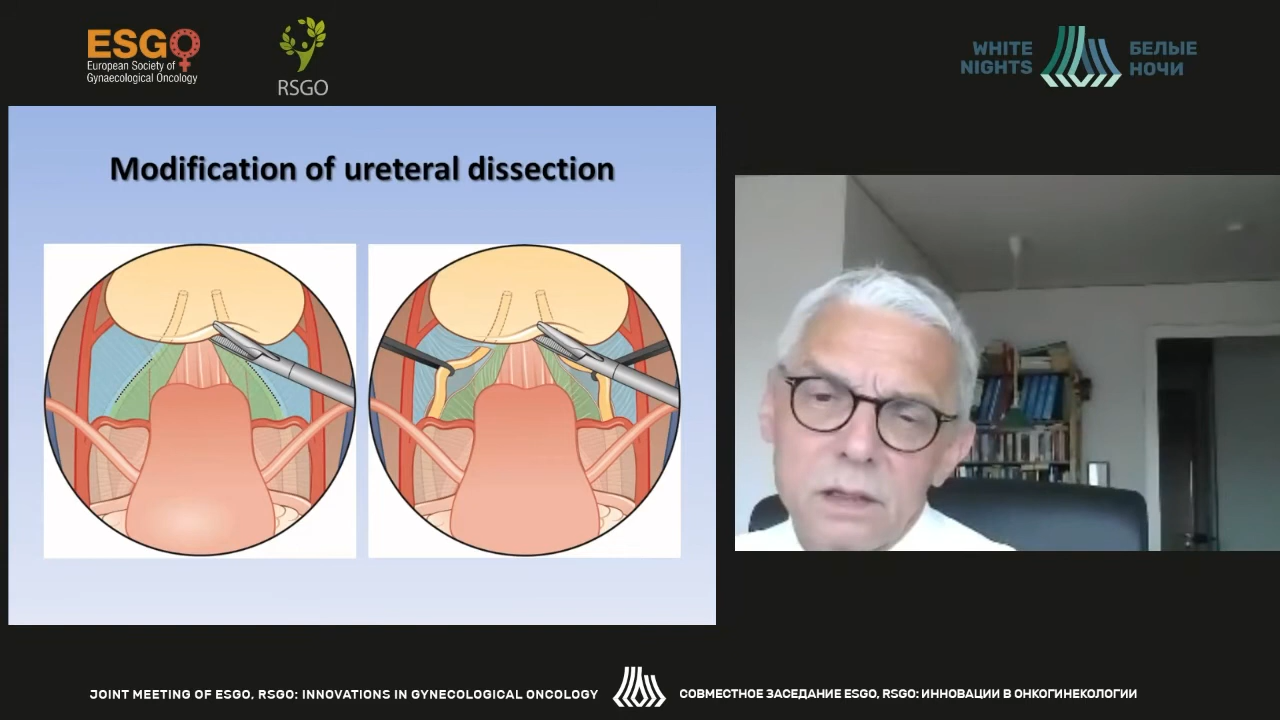 ESGO
European Society of
Gynaecological Oncology
RSGO
WHITE
NIGHTS
БЕЛЫЕ
НОЧИ
Modification of ureteral dissection
JOINT MEETING OF ESGO, RSGO: INNOVATIONS IN GYNECOLOGICAL ONCOLOGY
СОВМЕСТНОЕ ЗАСЕДАНИЕ ESGO, RSGO: ИННОВАЦИИ В ОНКОГИНЕКОЛОГИИ